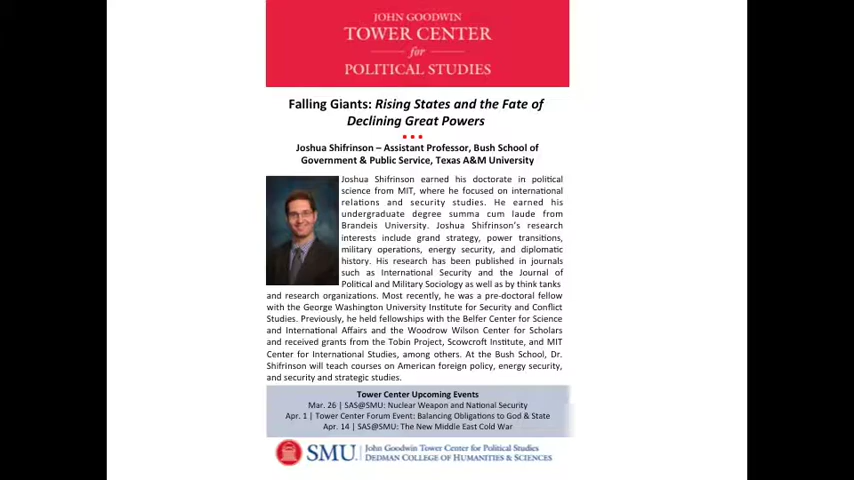 JOHN GOODWIN
TOWER CENTER
for
POLITICAL STUDIES
Falling Giants: Rising States and the Fate of
Declining Great Powers
Joshua Shifrinson – Assistant Professor, Bush School of
Government & Public Service, Texas A&M University
Joshua Shifrinson earned his doctorate in political
science from MIT, where he focused on international
relations and security studies. He earned his
undergraduate degree summa cum laude from
Brandeis University. Joshua Shifrinson's research
interests include grand strategy, power transitions,
military operations, energy security, and diplomatic
history. His research has been published in journals
such as International Security and the Journal of
Political and Military Sociology as well as by think tanks
and research organizations. Most recently, he was a pre-doctoral fellow
with the George Washington University Institute for Security and Conflict
Studies. Previously, he held fellowships with the Belfer Center for Science
and International Affairs and the Woodrow Wilson Center for Scholars
and received grants from the Tobin Project, Scowcroft Institute, and MIT
Center for International Studies, among others. At the Bush School, Dr.
Shifrinson will teach courses on American foreign policy, energy security,
and security and strategic studies.
Tower Center Upcoming Events
Mar. 26 | SAS@SMU: Nuclear Weapon and National Security
Apr. 1 | Tower Center Forum Event: Balancing Obligations to God & State
Apr. 14 | SAS@SMU: The New Middle East Cold War
SMU. John Goodwin Tower Center for Political Studies
DEDMAN COLLEGE OF HUMANITIES & SCIENCES